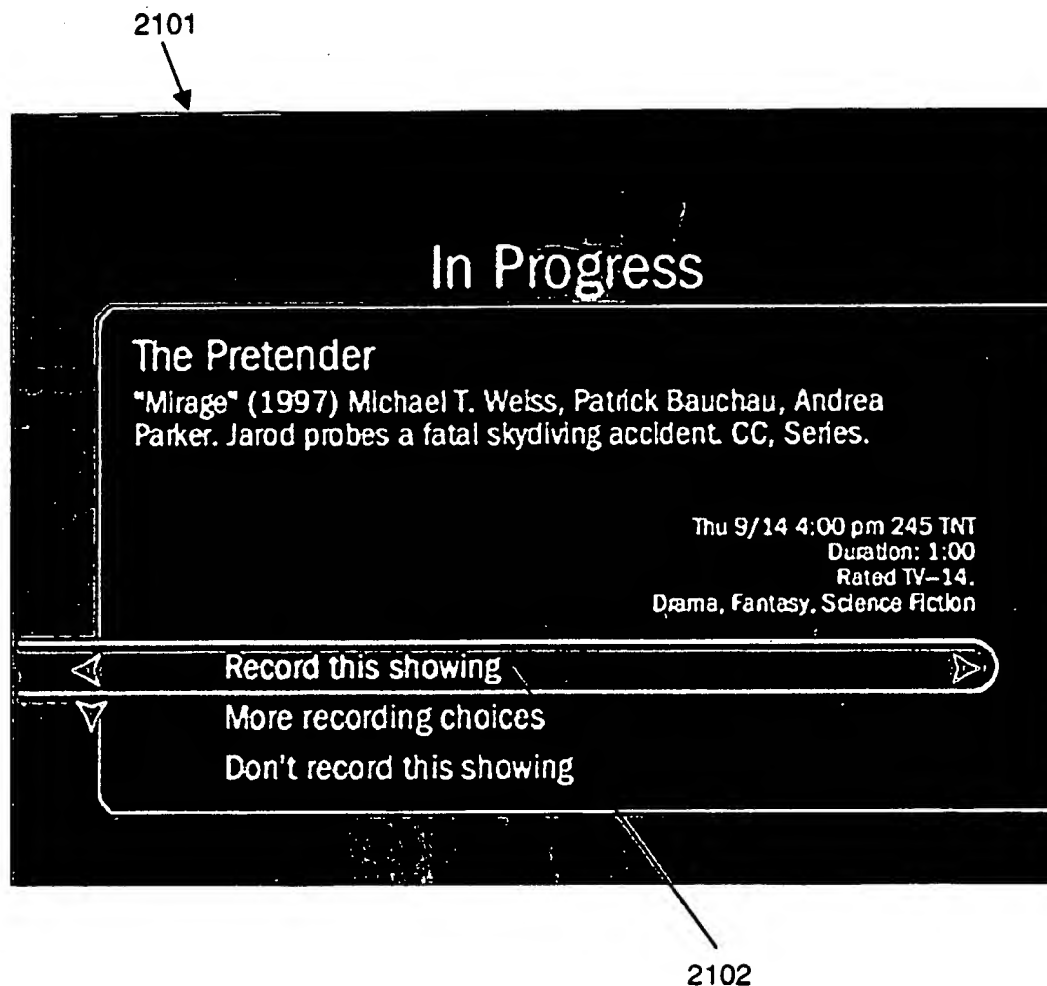 2101
In Progress
The Pretender
"Mirage" (1997) Michael T. Weiss, Patrick Bauchau, Andrea
Parker. Jarod probes a fatal skydiving accident. CC, Series.
Thu 9/14 4:00 pm 245 TNT
Duration: 1:00
Rated TV-14.
Drama, Fantasy, Science Fiction
Record this showing
More recording choices
Don't record this showing
2102